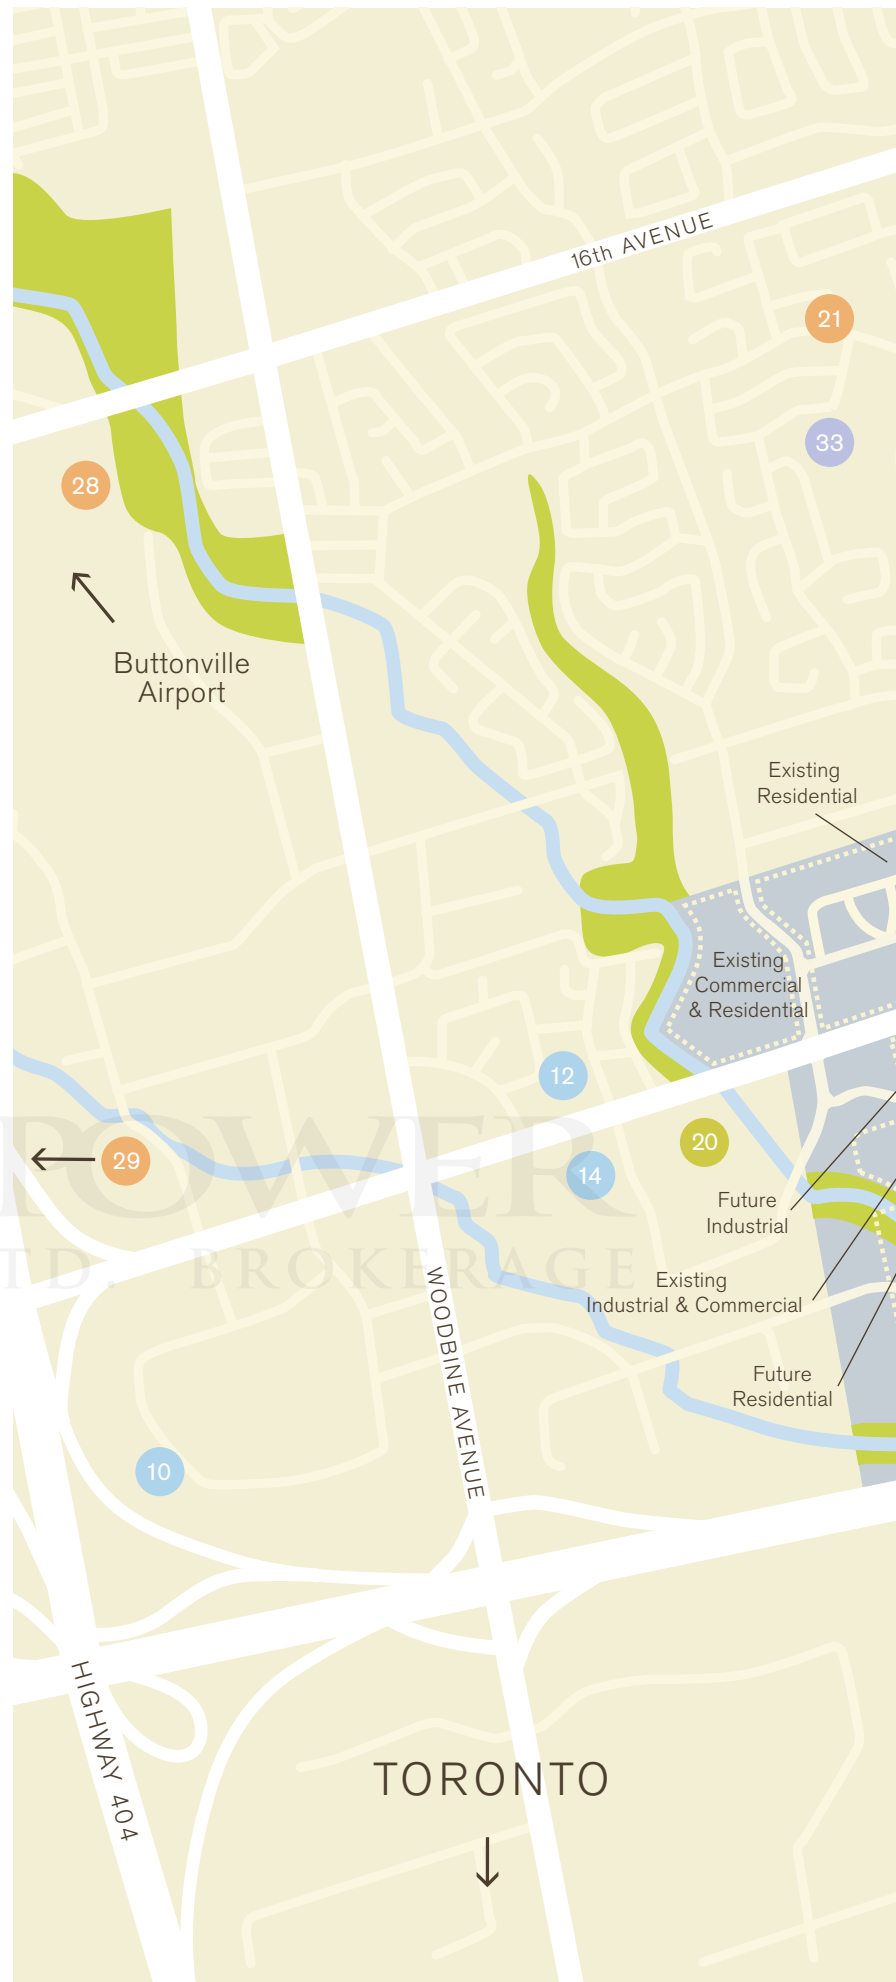 16th AVENUE
21
33
28
Buttonville
Airport
Existing
Residential
Existing
Commercial
& Residential
12
20
29
14
POWER
Future
Industrial
TD. BROKERAGE
Existing
Industrial & Commercial
WOODBINE AVENUE
Future
Residential
10
HIGHWAY 404
TORONTO